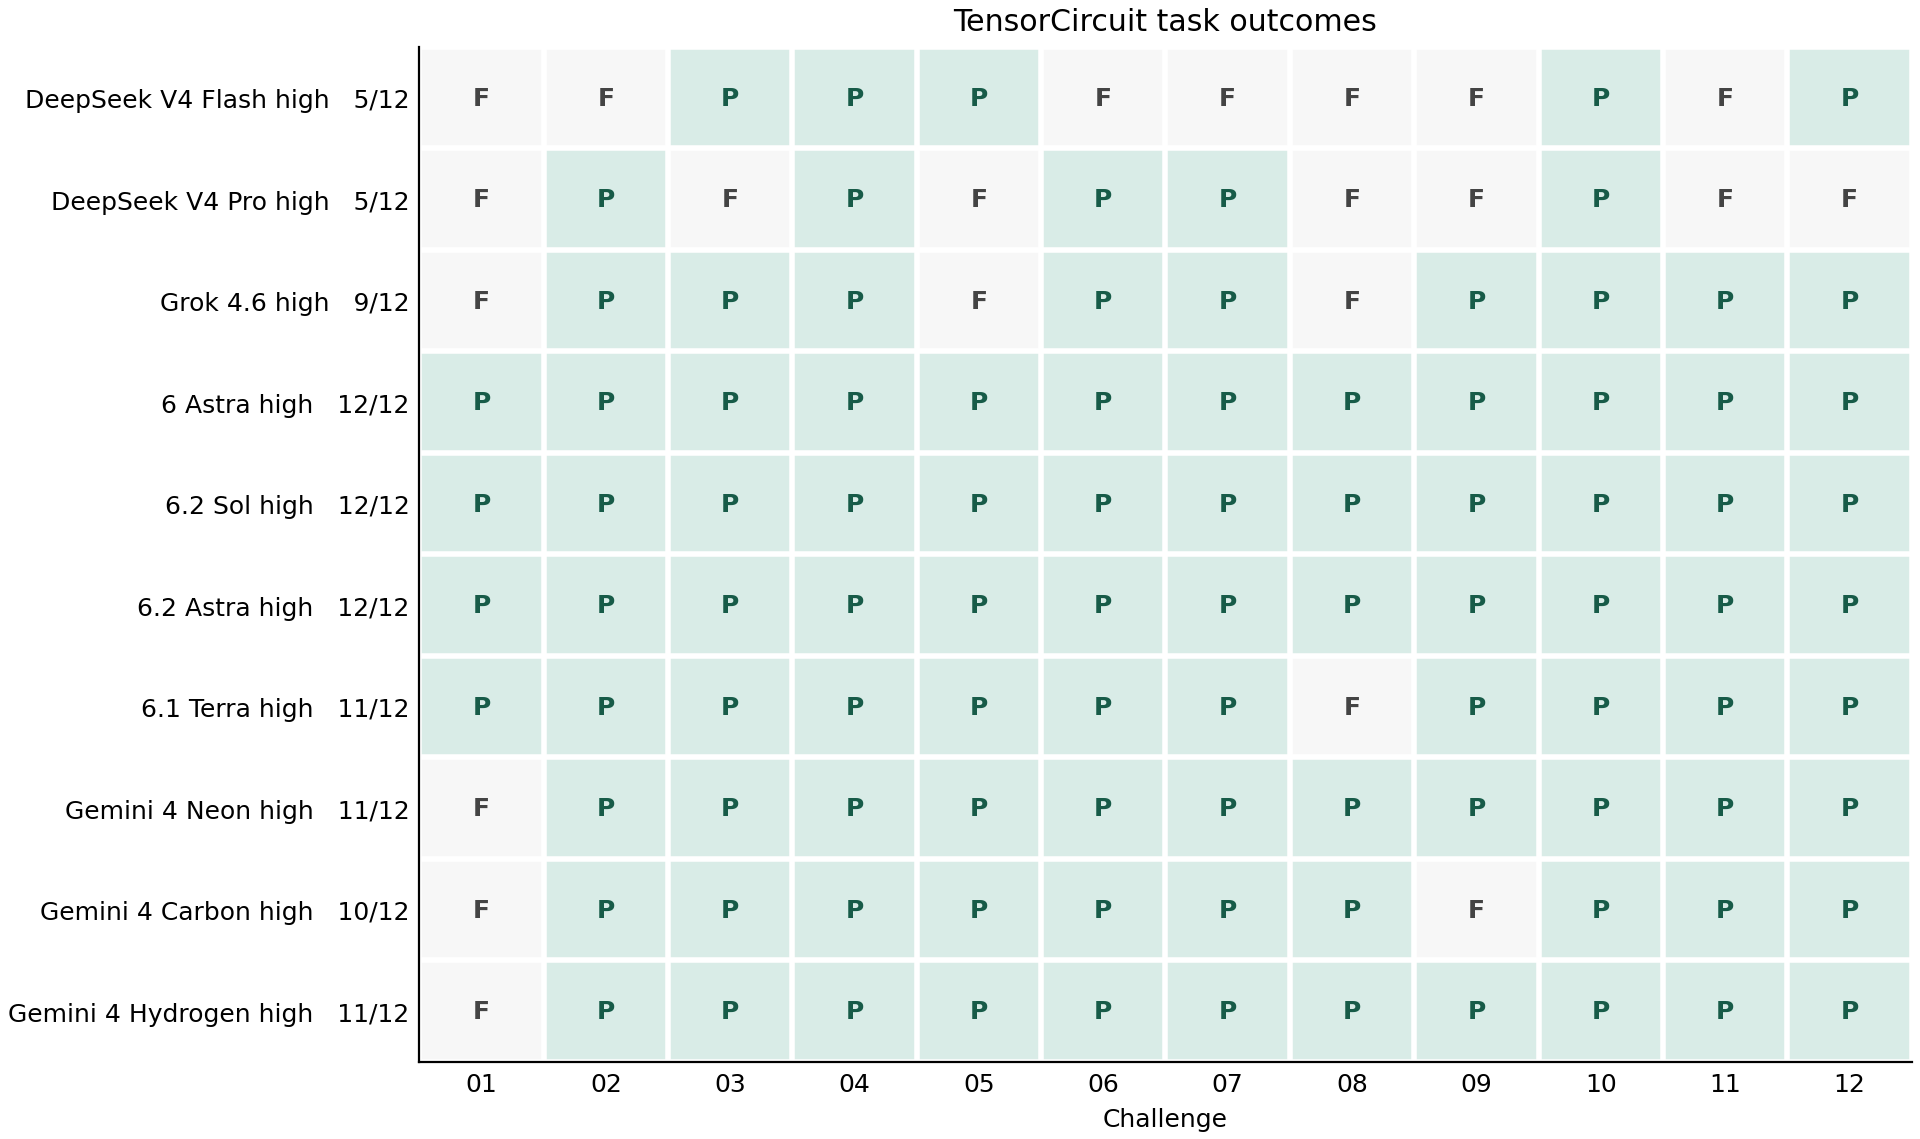 TensorCircuit task outcomes
DeepSeek V4 Flash high 5/12 F F P P P F F F F P F P
DeepSeek V4 Pro high 5/12 F P F P F P P F F P F F
Grok 4.6 high 9/12 F P P P F P P F P P P P
6 Astra high 12/12 P P P P P P P P P P P P
6.2 Sol high 12/12 P P P P P P P P P P P P
6.2 Astra high 12/12 P P P P P P P P P P P P
6.1 Terra high 11/12 P P P P P P P F P P P P
Gemini 4 Neon high 11/12 F P P P P P P P P P P P
Gemini 4 Carbon high 10/12 F P P P P P P P F P P P
Gemini 4 Hydrogen high 11/12 F P P P P P P P P P P P
01 02 03 04 05 06 07 08 09 10 11 12
Challenge